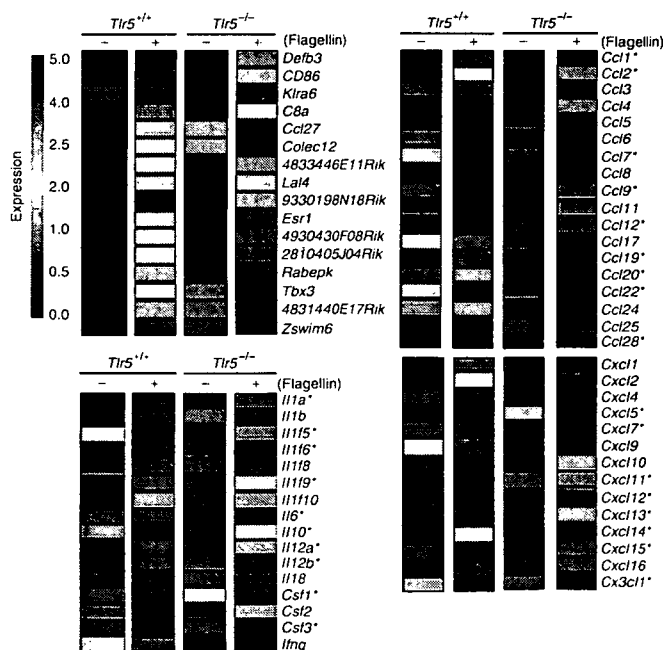 Tlr5+/+ Tlr5−/−
− + − + (Flagellin)
Expression
5.0
4.0
2.5
2.0
1.0
0.5
0.0
Defb3
CD86
Klra6
C8a
Ccl27
Colec12
4833446E11Rik
Lal4
9330198N18Rik
Esr1
4930430F08Rik
2810405J04Rik
Rabepk
Tbx3
4831440E17Rik
Zswim6
Tlr5+/+ Tlr5−/−
− + − + (Flagellin)
Il1a*
Il1b
Il1f5*
Il1f6*
Il1f8
Il1f9*
Il1f10
Il6*
Il10*
Il12a*
Il12b*
Il18
Csf1*
Csf2
Csf3*
Ifng
Tlr5+/+ Tlr5−/−
− + − + (Flagellin)
Ccl1*
Ccl2*
Ccl3
Ccl4
Ccl5
Ccl6
Ccl7*
Ccl8
Ccl9*
Ccl11
Ccl12*
Ccl17
Ccl19*
Ccl20*
Ccl22*
Ccl24
Ccl25
Ccl28*
Cxcl1
Cxcl2
Cxcl4
Cxcl5*
Cxcl7*
Cxcl9
Cxcl10
Cxcl11*
Cxcl12*
Cxcl13*
Cxcl14*
Cxcl15*
Cxcl16
Cx3cl1*